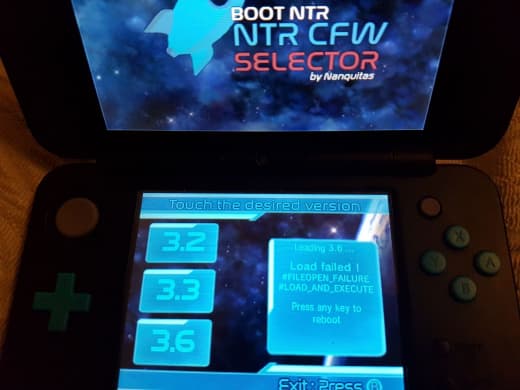 BOOT NTR
NTR CFW
SELECTOR
by Nanquitas
Touch the desired version
3.2
3.3
3.6
Loading 3.6 ...
Load failed !
#FILEOPEN_FAILURE
#LOAD_AND_EXECUTE
Press any key to
reboot
Exit : Press B
X
A
B